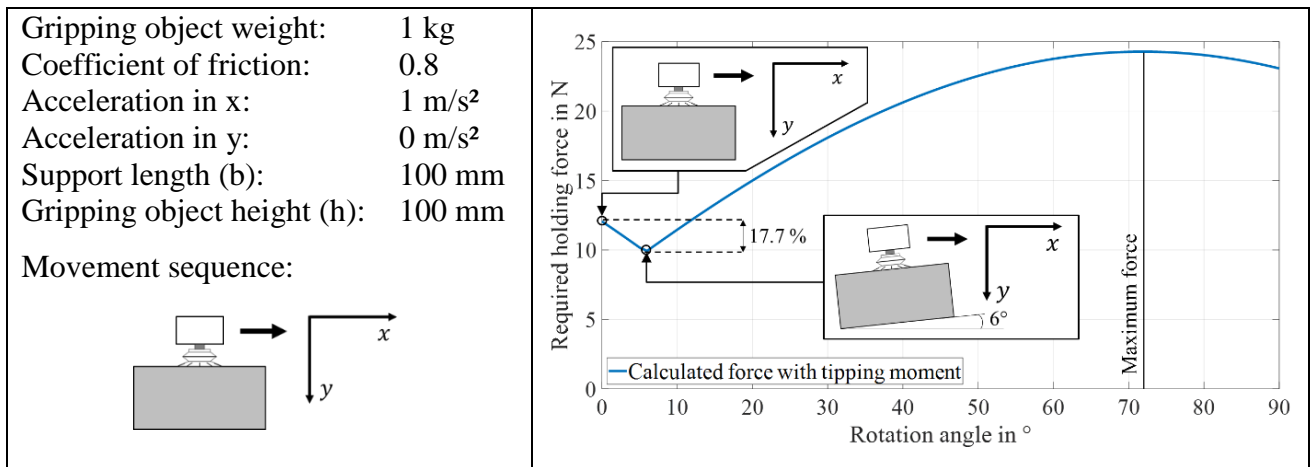 Gripping object weight: 1 kg
Coefficient of friction: 0.8
Acceleration in x: 1 m/s²
Acceleration in y: 0 m/s²
Support length (b): 100 mm
Gripping object height (h): 100 mm
Movement sequence:
x
y
Required holding force in N
25
20
15
10
5
0
x
y
17.7 %
x
y
6°
Maximum force
Calculated force with tipping moment
0 10 20 30 40 50 60 70 80 90
Rotation angle in °